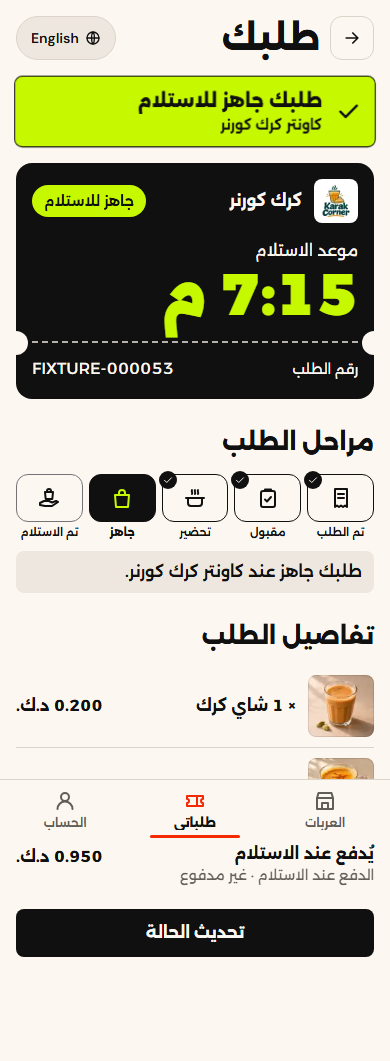 طلبك
English
طلبك جاهز للاستلام
كاونتر كرك كورنر
Karak Corner
كرك كورنر
جاهز للاستلام
موعد الاستلام
7:15 م
رقم الطلب
FIXTURE-000053
مراحل الطلب
تم الطلب
مقبول
تحضير
جاهز
تم الاستلام
طلبك جاهز عند كاونتر كرك كورنر.
تفاصيل الطلب
× 1 شاي كرك
0.200 د.ك.
العربات
طلباتي
الحساب
يُدفع عند الاستلام
0.950 د.ك.
الدفع عند الاستلام · غير مدفوع
تحديث الحالة